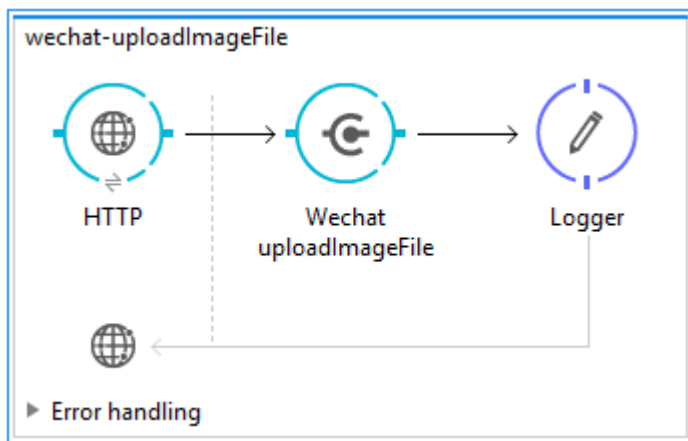 wechat-uploadImageFile
HTTP
Wechat
uploadImageFile
Logger
Error handling